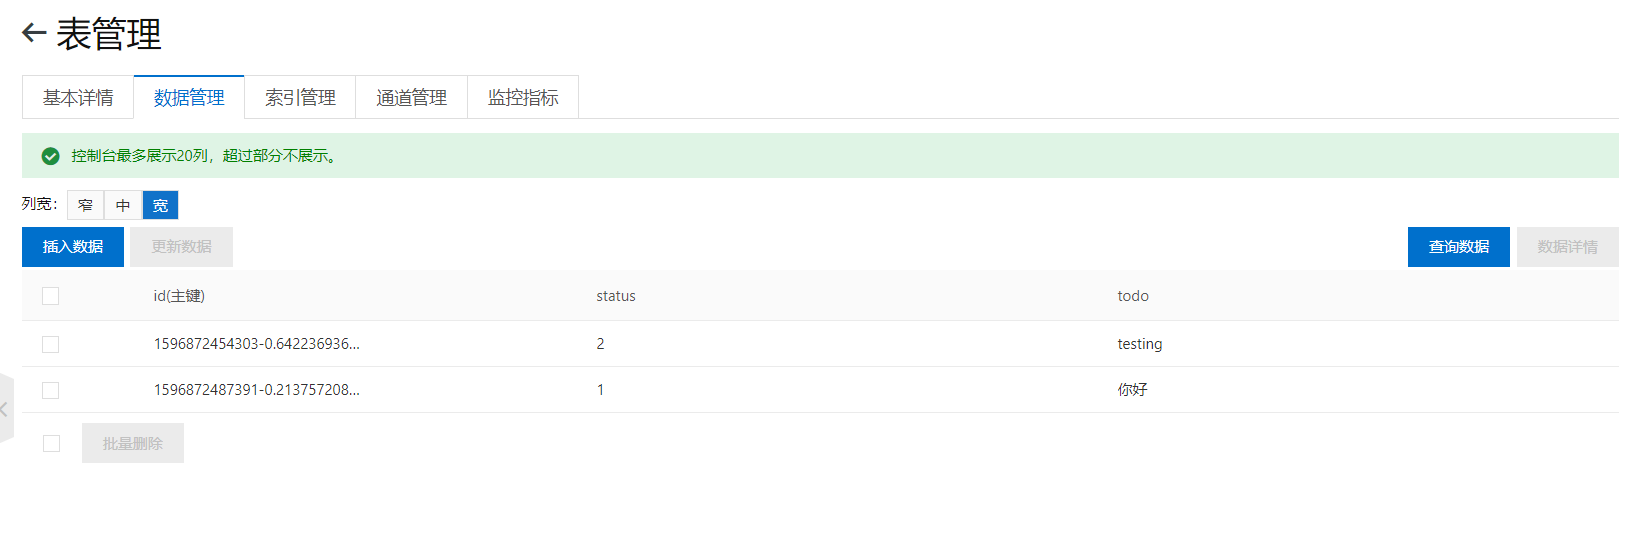 表管理
基本详情 数据管理 索引管理 通道管理 监控指标
控制台最多展示20列，超过部分不展示。
列宽： 窄 中 宽
插入数据 更新数据 查询数据 数据详情
id(主键) status todo
1596872454303-0.642236936... 2 testing
1596872487391-0.213757208... 1 你好
批量删除